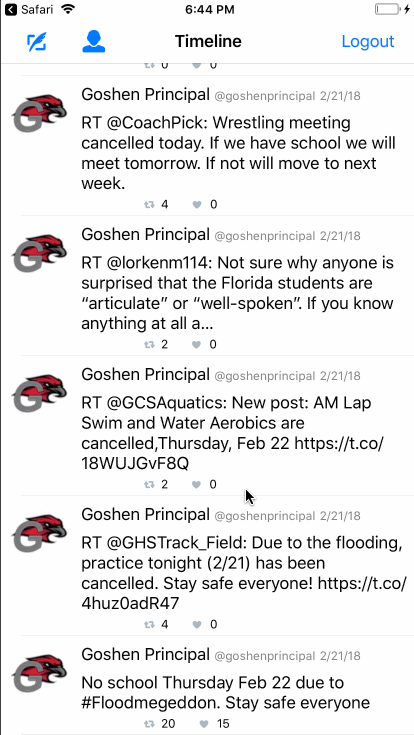 Safari 6:44 PM
Timeline Logout
0 0
Goshen Principal @goshenprincipal 2/21/18
RT @CoachPick: Wrestling meeting
cancelled today. If we have school we will
meet tomorrow. If not will move to next
week.
4 0
Goshen Principal @goshenprincipal 2/21/18
RT @lorkenm114: Not sure why anyone is
surprised that the Florida students are
“articulate” or “well-spoken”. If you know
anything at all a...
2 0
Goshen Principal @goshenprincipal 2/21/18
RT @GCSAquatics: New post: AM Lap
Swim and Water Aerobics are
cancelled,Thursday, Feb 22 https://t.co/
18WUJGvF8Q
2 0
Goshen Principal @goshenprincipal 2/21/18
RT @GHSTrack_Field: Due to the flooding,
practice tonight (2/21) has been
cancelled. Stay safe everyone! https://t.co/
4huz0adR47
4 0
Goshen Principal @goshenprincipal 2/21/18
No school Thursday Feb 22 due to
#Floodmegeddon. Stay safe everyone
20 15